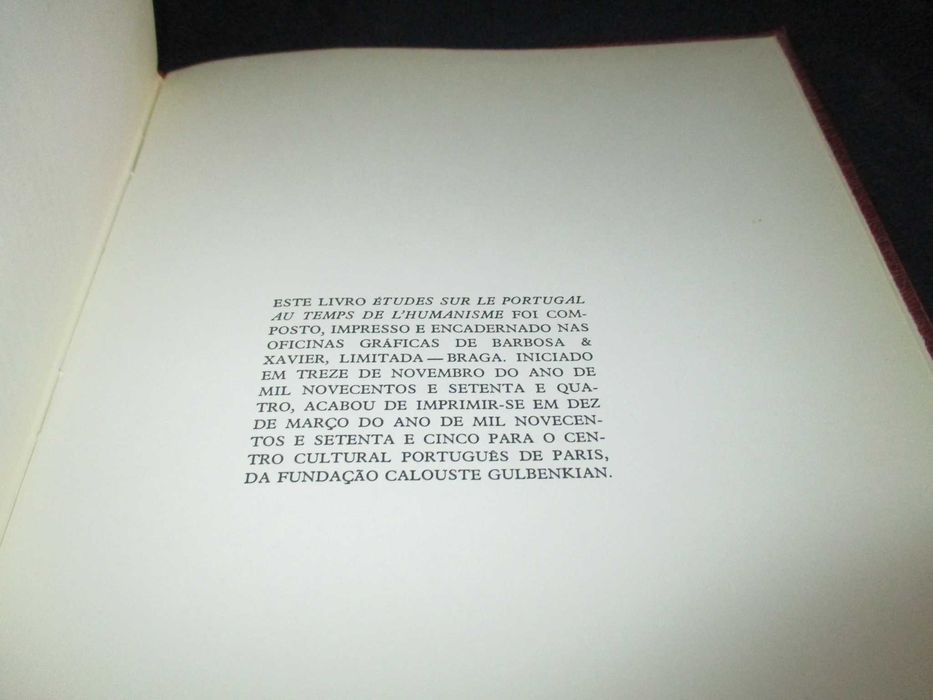 ESTE LIVRO ÉTUDES SUR LE PORTUGAL
AU TEMPS DE L'HUMANISME FOI COM-
POSTO, IMPRESSO E ENCADERNADO NAS
OFICINAS GRÁFICAS DE BARBOSA &
XAVIER, LIMITADA — BRAGA. INICIADO
EM TREZE DE NOVEMBRO DO ANO DE
MIL NOVECENTOS E SETENTA E QUA-
TRO, ACABOU DE IMPRIMIR-SE EM DEZ
DE MARÇO DO ANO DE MIL NOVECEN-
TOS E SETENTA E CINCO PARA O CEN-
TRO CULTURAL PORTUGUÊS DE PARIS,
DA FUNDAÇÃO CALOUSTE GULBENKIAN.